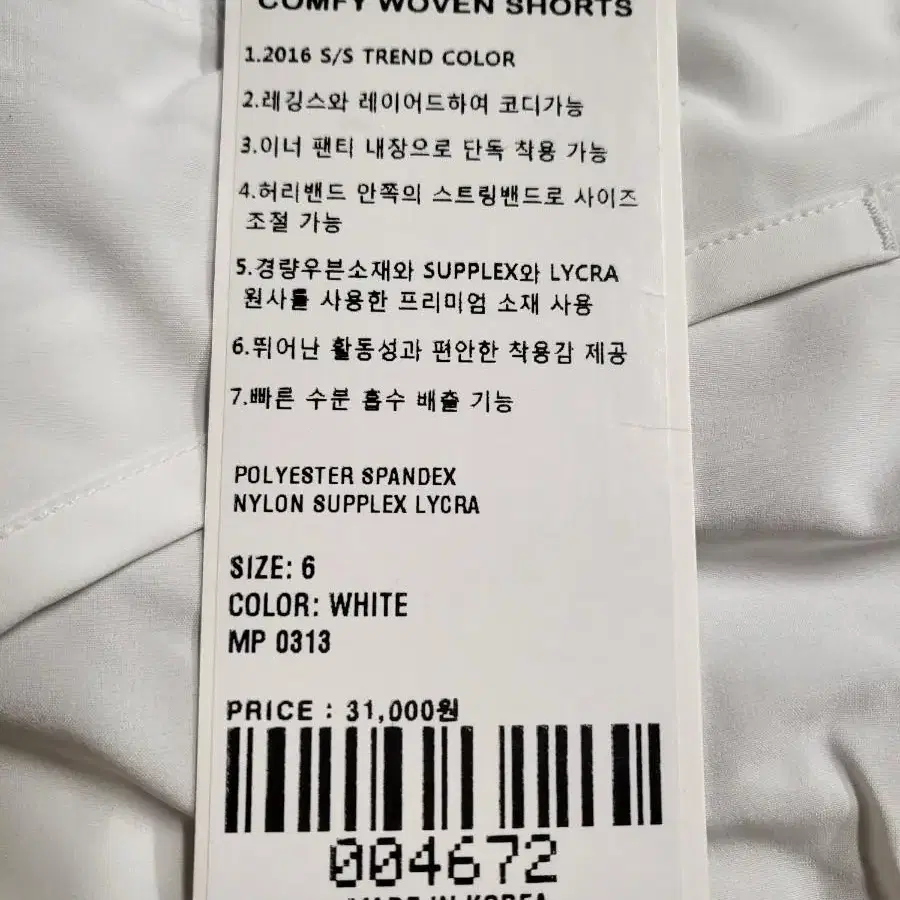 COMFY WOVEN SHORTS
1.2016 S/S TREND COLOR
2.레깅스와 레이어드하여 코디가능
3.이너 팬티 내장으로 단독 착용 가능
4.허리밴드 안쪽의 스트링밴드로 사이즈
조절 가능
5.경량우븐소재와 SUPPLEX와 LYCRA
원사를 사용한 프리미엄 소재 사용
6.뛰어난 활동성과 편안한 착용감 제공
7.빠른 수분 흡수 배출 기능
POLYESTER SPANDEX
NYLON SUPPLEX LYCRA
SIZE: 6
COLOR: WHITE
MP 0313
PRICE : 31,000원
004672
MADE IN KOREA